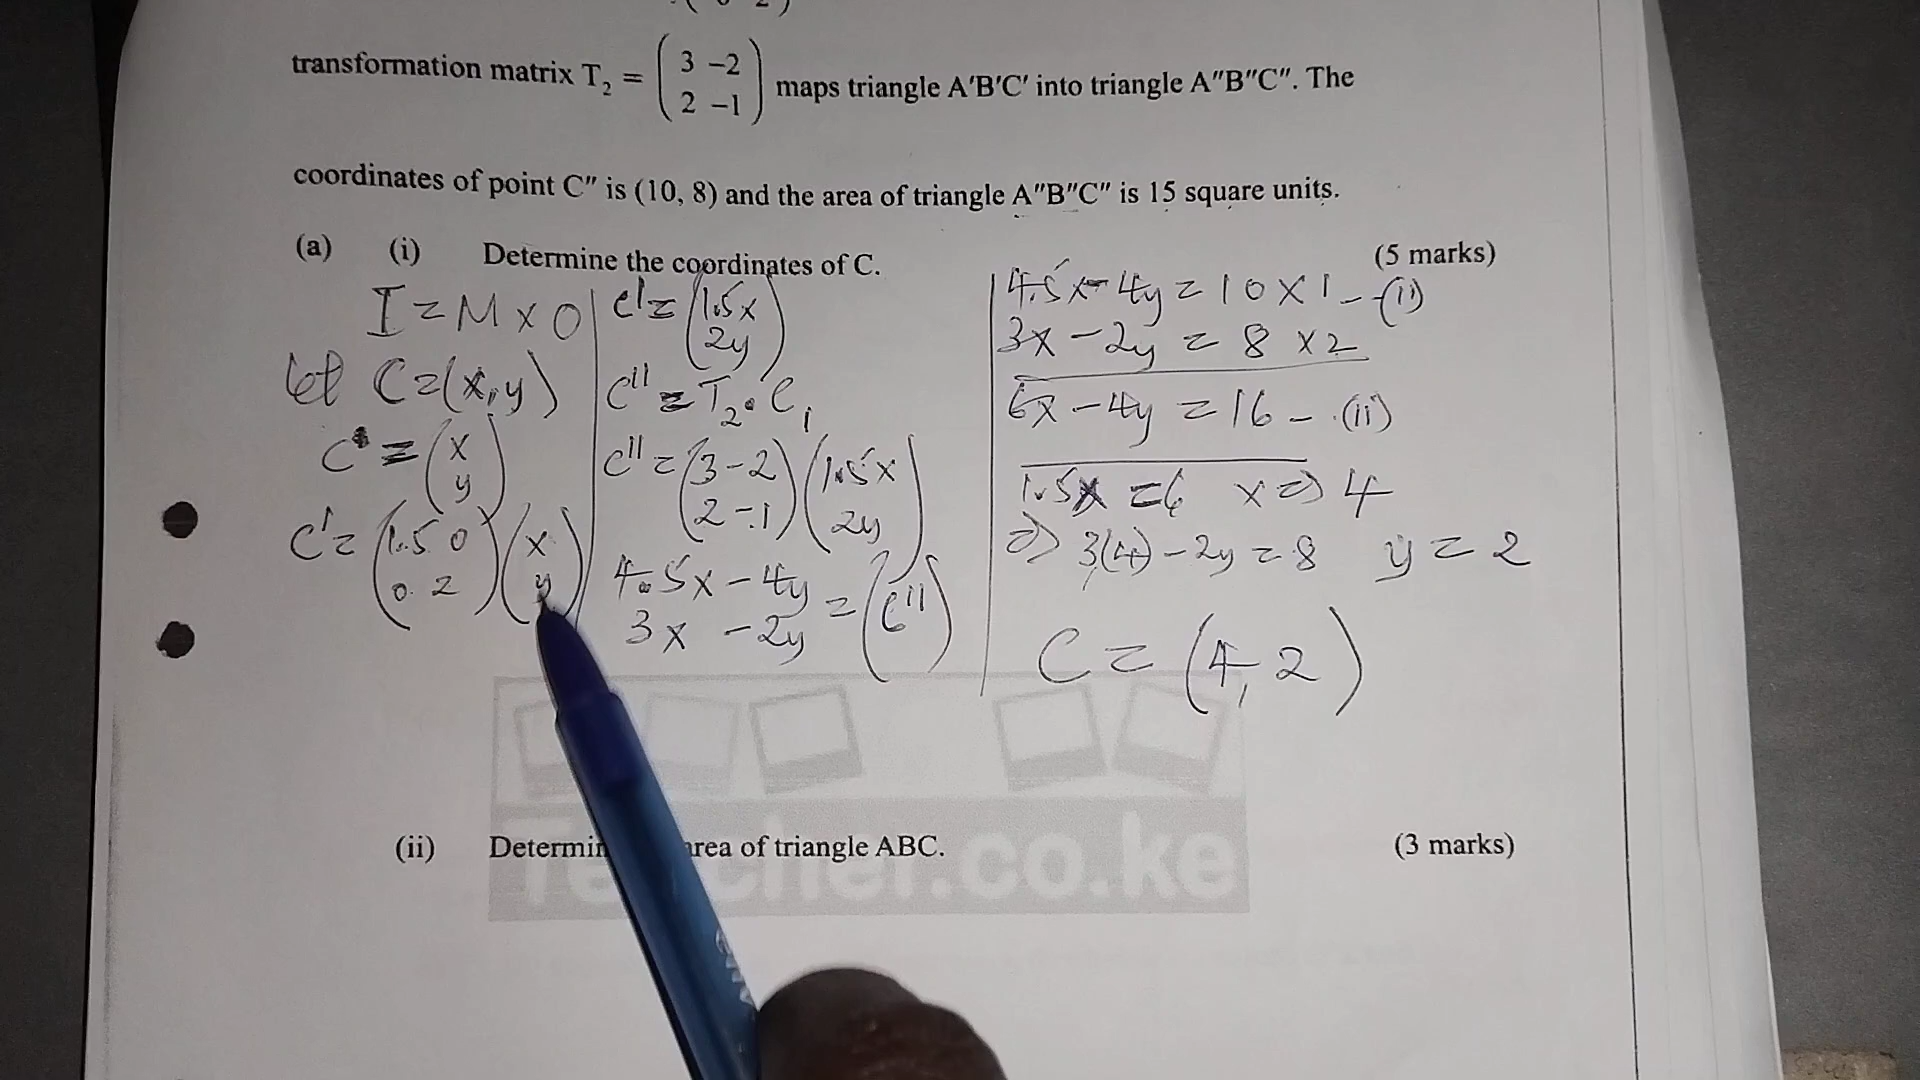 transformation matrix T₂ = ( 3 −2 ) maps triangle A′B′C′ into triangle A″B″C″. The
( 2 −1 )
coordinates of point C″ is (10, 8) and the area of triangle A″B″C″ is 15 square units.
(a) (i) Determine the coordinates of C. (5 marks)
I = M x O
let C=(x,y)
C = (x
y)
C' = (1.5 0) (x
0 2) y)
C' = (1.5x
2y)
C'' = T₂ · C₁
C'' = (3 -2) (1.5x
2 -1) 2y)
4.5x - 4y
3x - 2y = (C'')
4.5x - 4y = 10 x 1 - (i)
3x - 2y = 8 x 2
6x - 4y = 16 - (ii)
1.5x = 6 x ⇒ 4
⇒ 3(4) - 2y = 8 y = 2
C = (4, 2)
(ii) area of triangle ABC. (3 marks)
.co.ke